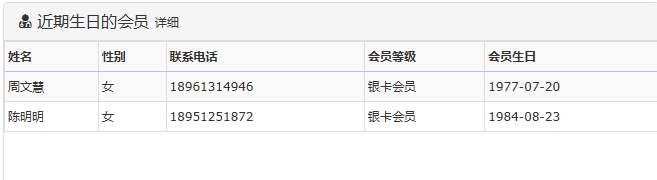 近期生日的会员 详细
姓名 性别 联系电话 会员等级 会员生日
周文慧 女 18961314946 银卡会员 1977-07-20
陈明明 女 18951251872 银卡会员 1984-08-23